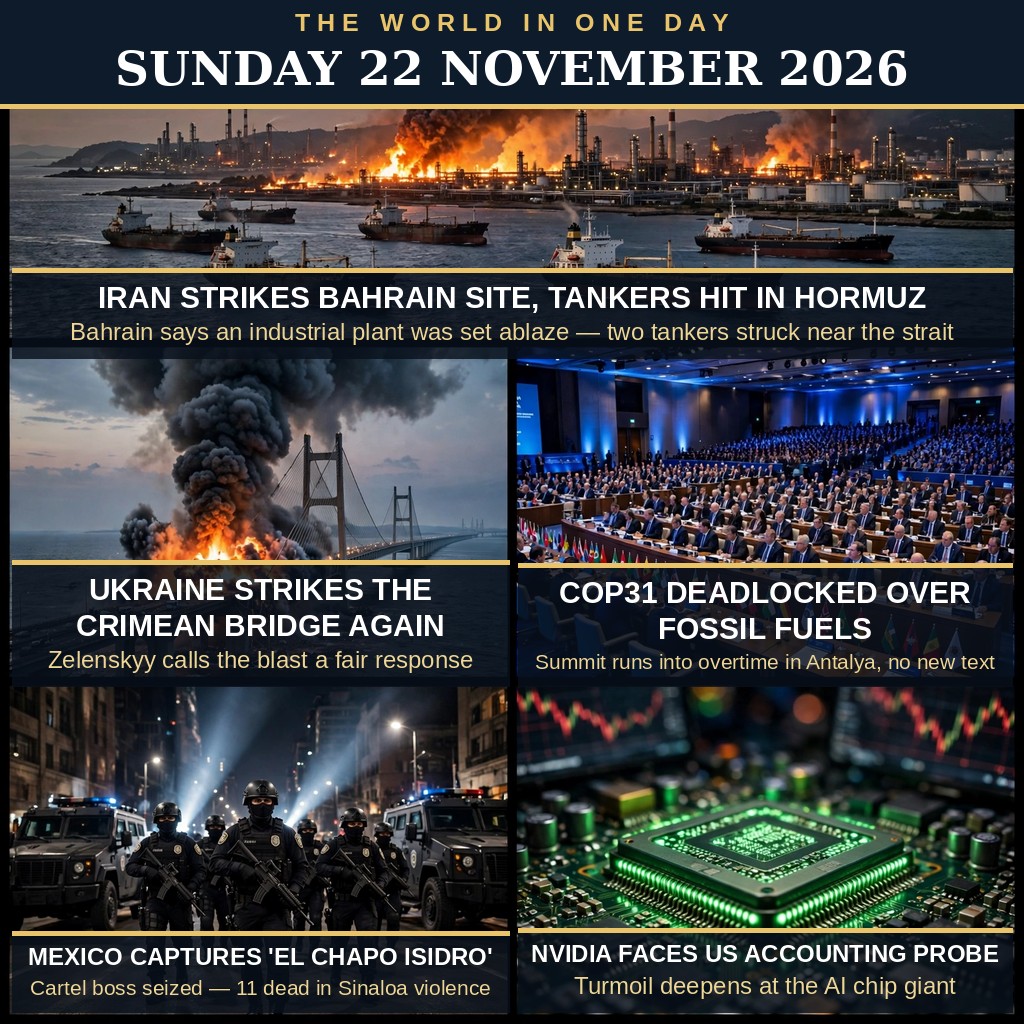 THE WORLD IN ONE DAY
SUNDAY 22 NOVEMBER 2026
IRAN STRIKES BAHRAIN SITE, TANKERS HIT IN HORMUZ
Bahrain says an industrial plant was set ablaze — two tankers struck near the strait
UKRAINE STRIKES THE
CRIMEAN BRIDGE AGAIN
Zelenskyy calls the blast a fair response
COP31 DEADLOCKED OVER
FOSSIL FUELS
Summit runs into overtime in Antalya, no new text
MEXICO CAPTURES 'EL CHAPO ISIDRO'
Cartel boss seized — 11 dead in Sinaloa violence
NVIDIA FACES US ACCOUNTING PROBE
Turmoil deepens at the AI chip giant